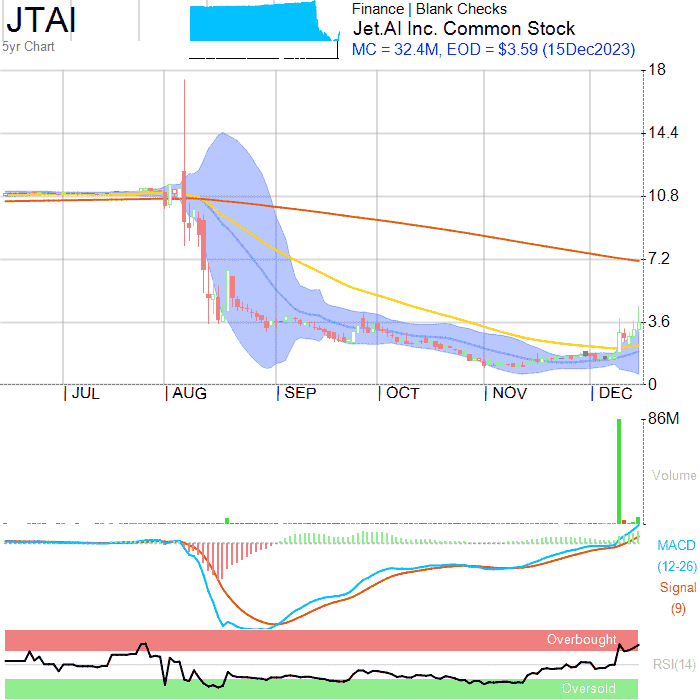 JTAI
5yr Chart
Finance | Blank Checks
Jet.AI Inc. Common Stock
MC = 32.4M, EOD = $3.59 (15Dec2023)
18
14.4
10.8
7.2
3.6
0
| JUL | AUG | SEP | OCT | NOV | DEC
86M
Volume
MACD
(12-26)
Signal
(9)
Overbought
RSI(14)
Oversold